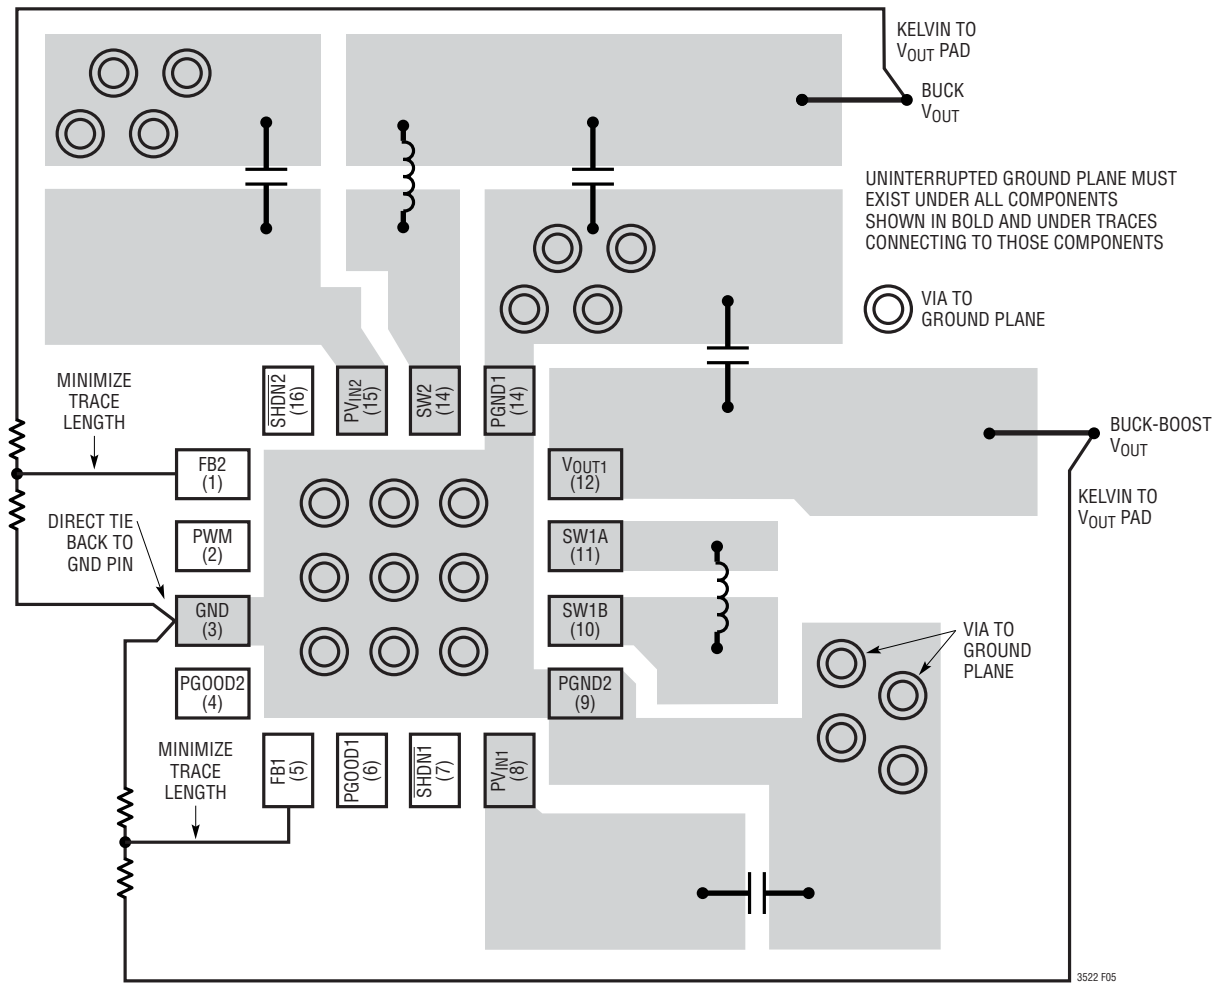 KELVIN TO
VOUT PAD
BUCK
VOUT
UNINTERRUPTED GROUND PLANE MUST
EXIST UNDER ALL COMPONENTS
SHOWN IN BOLD AND UNDER TRACES
CONNECTING TO THOSE COMPONENTS
VIA TO
GROUND PLANE
MINIMIZE
TRACE
LENGTH
SHDN2
(16)
PVIN2
(15)
SW2
(14)
PGND1
(14)
BUCK-BOOST
VOUT
KELVIN TO
VOUT PAD
FB2
(1)
VOUT1
(12)
DIRECT TIE
BACK TO
GND PIN
PWM
(2)
SW1A
(11)
GND
(3)
SW1B
(10)
VIA TO
GROUND
PLANE
PGOOD2
(4)
PGND2
(9)
MINIMIZE
TRACE
LENGTH
FB1
(5)
PGOOD1
(6)
SHDN1
(7)
PVIN1
(8)
3522 F05